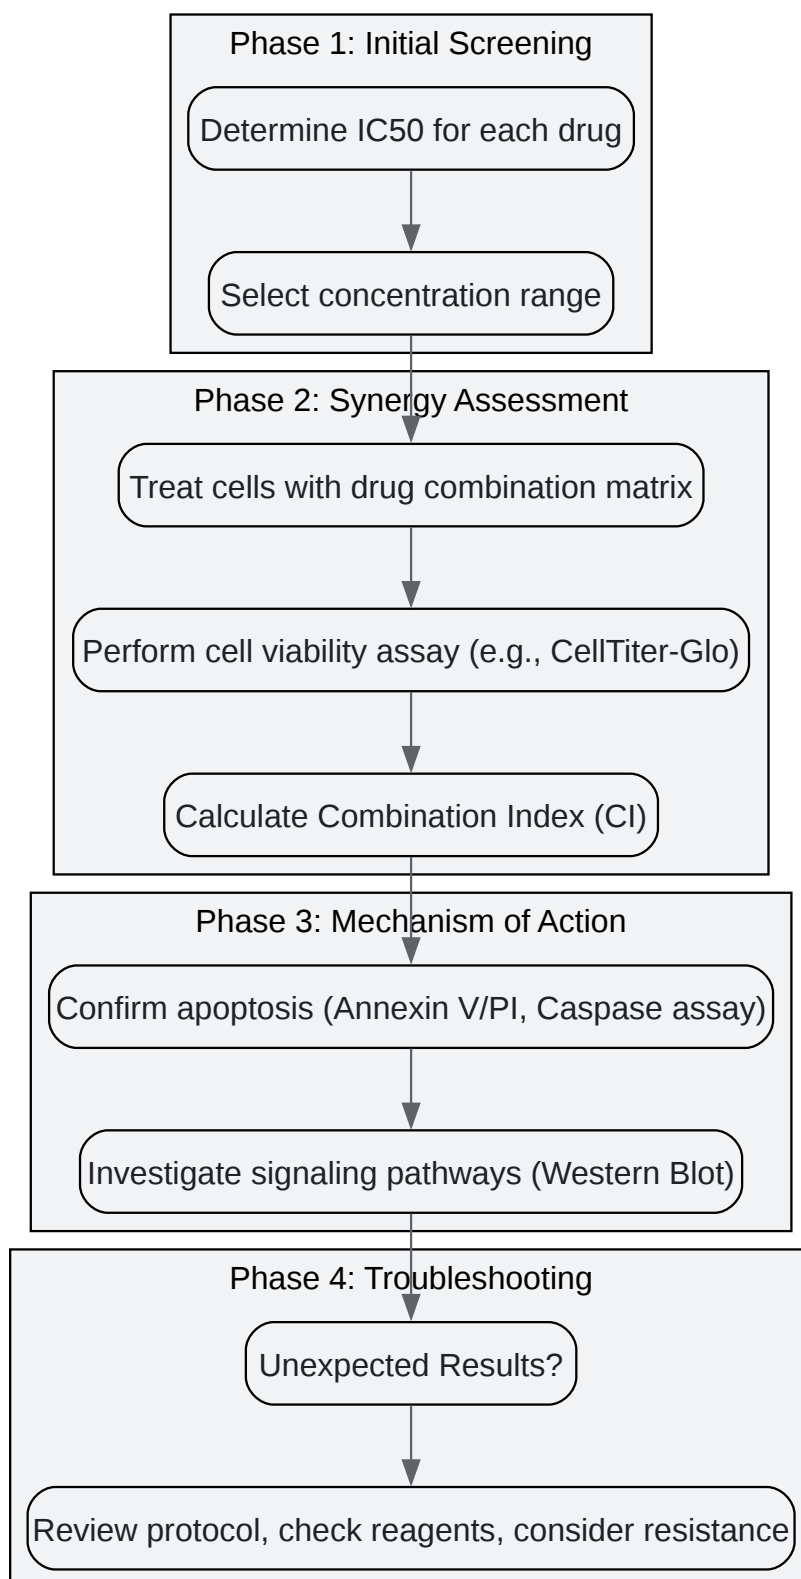 Phase 1: Initial Screening
Determine IC50 for each drug
Select concentration range
Phase 2: Synergy Assessment
Treat cells with drug combination matrix
Perform cell viability assay (e.g., CellTiter-Glo)
Calculate Combination Index (CI)
Phase 3: Mechanism of Action
Confirm apoptosis (Annexin V/PI, Caspase assay)
Investigate signaling pathways (Western Blot)
Phase 4: Troubleshooting
Unexpected Results?
Review protocol, check reagents, consider resistance